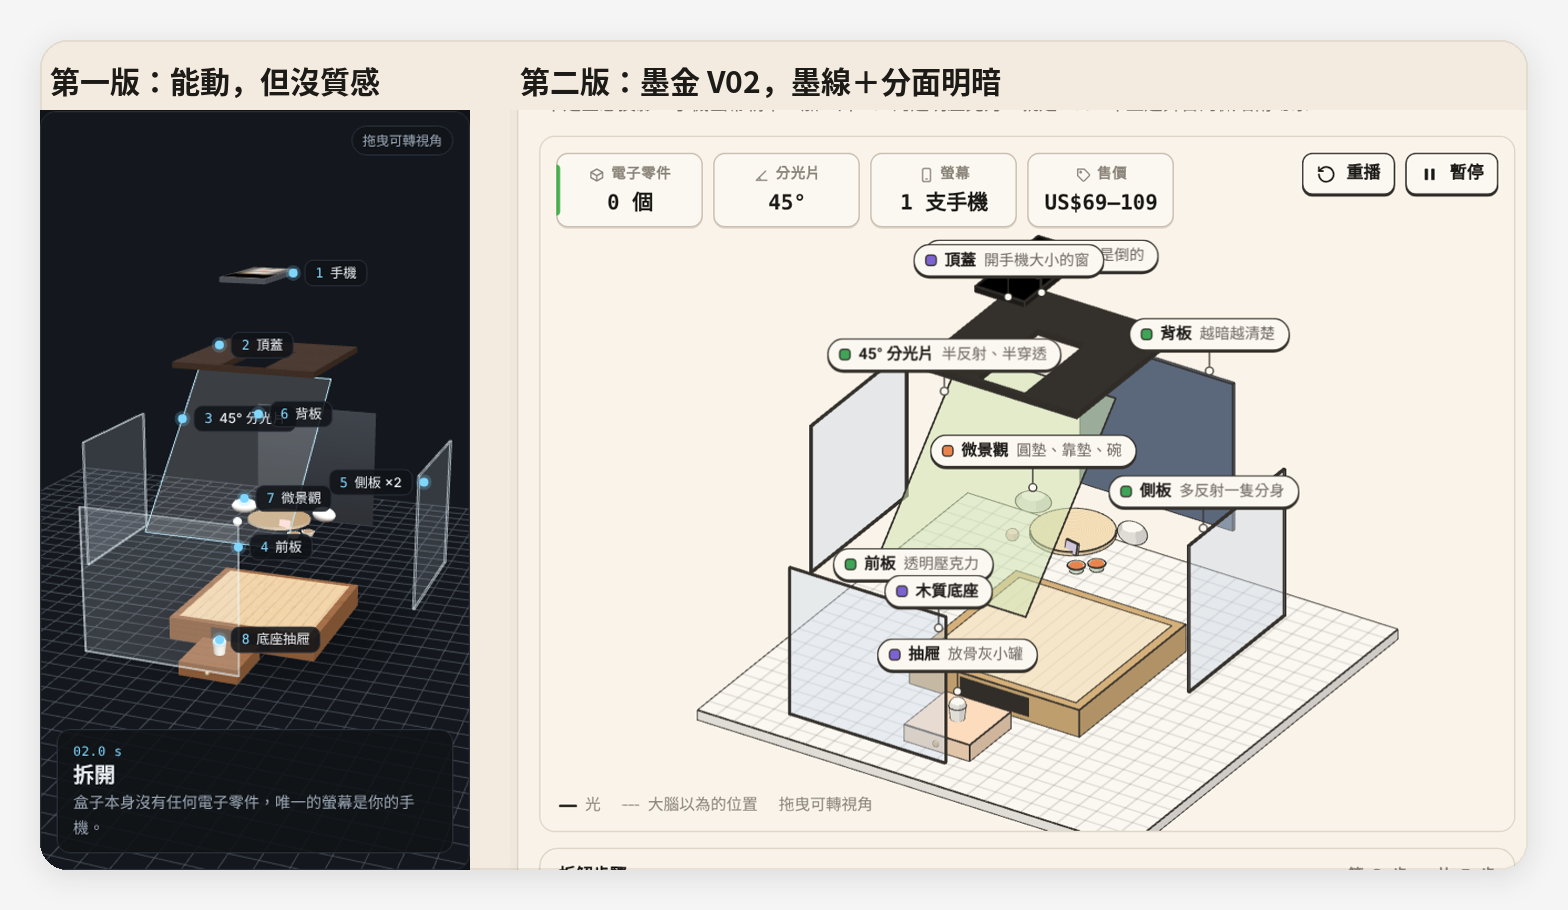 第一版：能動，但沒質感
拖曳可轉視角
1 手機
2 頂蓋
3 45° 分光
6 背板
5 側板 ×2
7 微景觀
4 前板
8 底座抽屜
02.0 s
拆開
盒子本身沒有任何電子零件，唯一的螢幕是你的手
機。
第二版：墨金 V02，墨線＋分面明暗
電子零件
0 個
分光片
45°
螢幕
1 支手機
售價
US$69–109
重播
暫停
頂蓋 開手機大小的窗
是倒的
背板 越暗越清楚
45° 分光片 半反射、半穿透
微景觀 圓墊、靠墊、碗
側板 多反射一隻分身
前板 透明壓克力
木質底座
抽屜 放骨灰小罐
光
大腦以為的位置
拖曳可轉視角